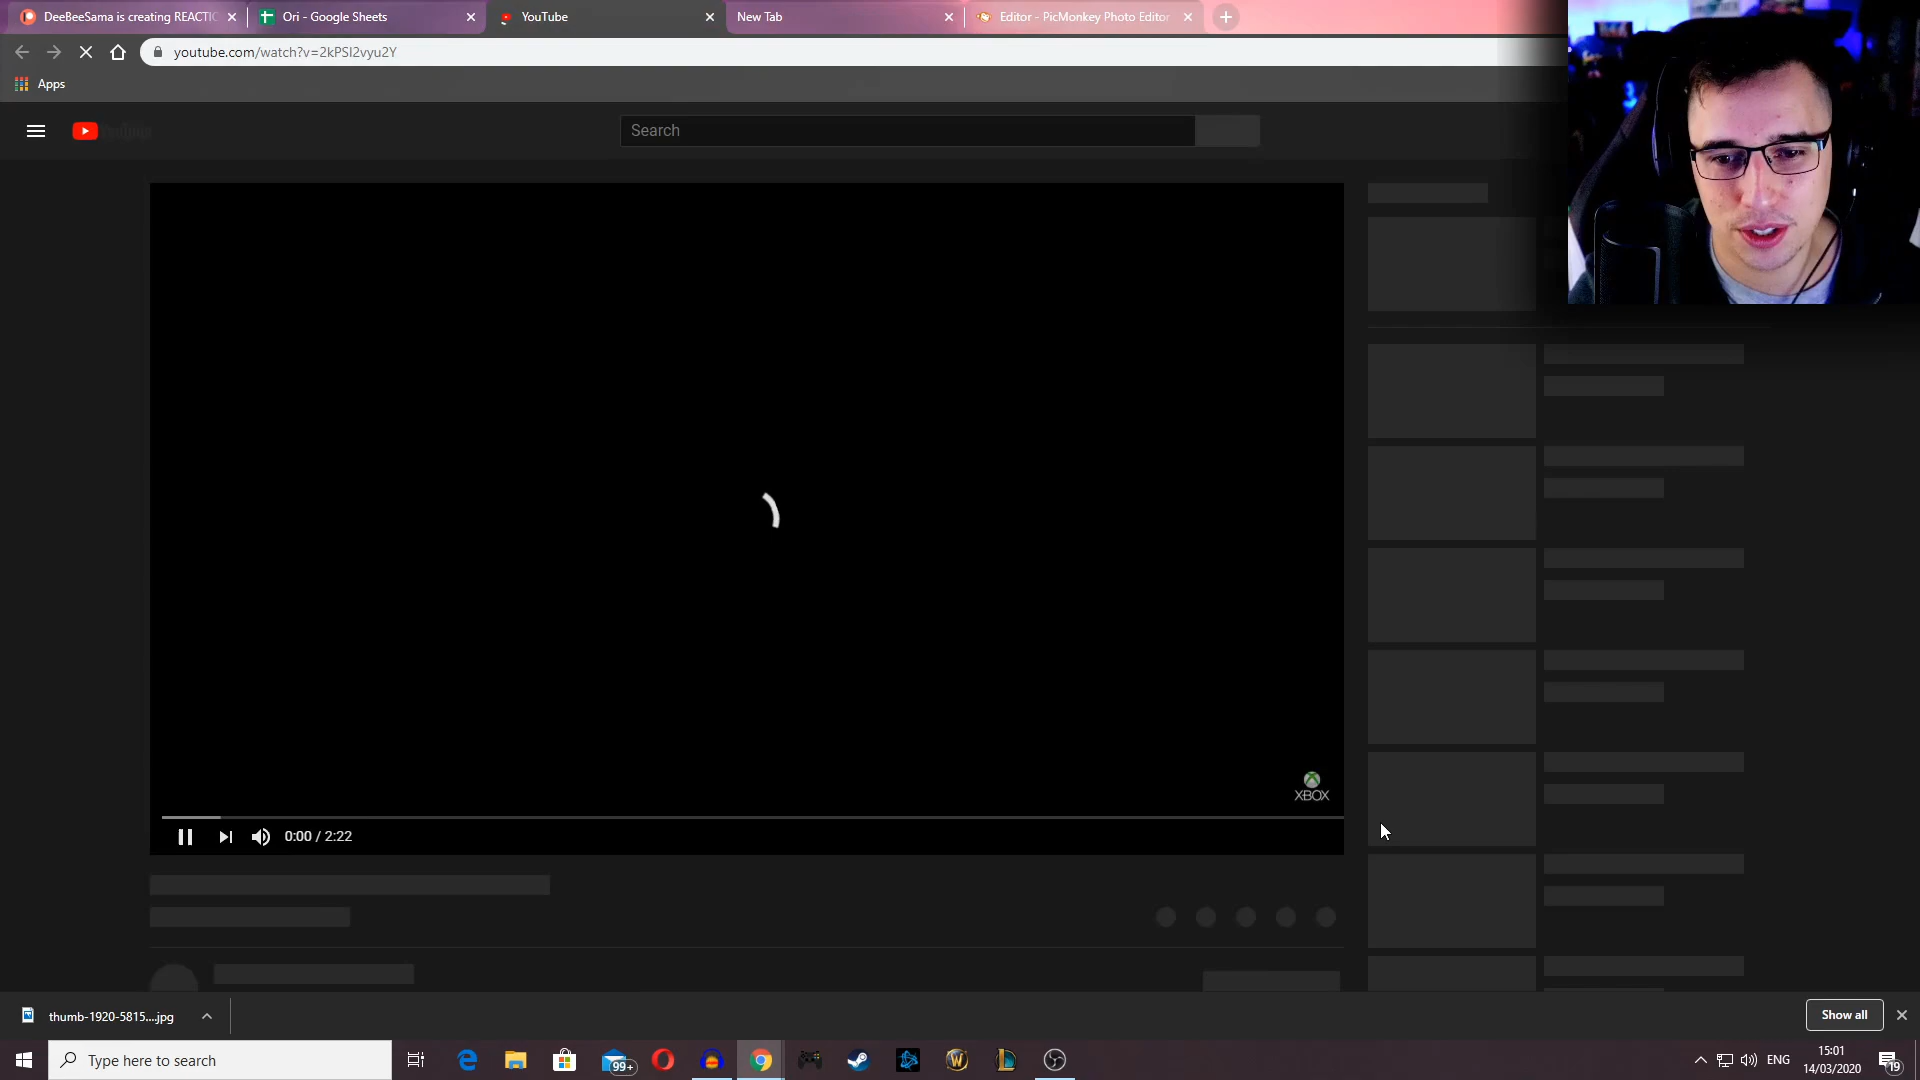 DeeBeeSama is creating REACTIC
Ori - Google Sheets
YouTube
New Tab
Editor - PicMonkey Photo Editor
youtube.com/watch?v=2kPSI2vyu2Y
Apps
Search
XBOX
0:00 / 2:22
thumb-1920-5815....jpg
Show all
Type here to search
99+
ENG
15:01
14/03/2020
19